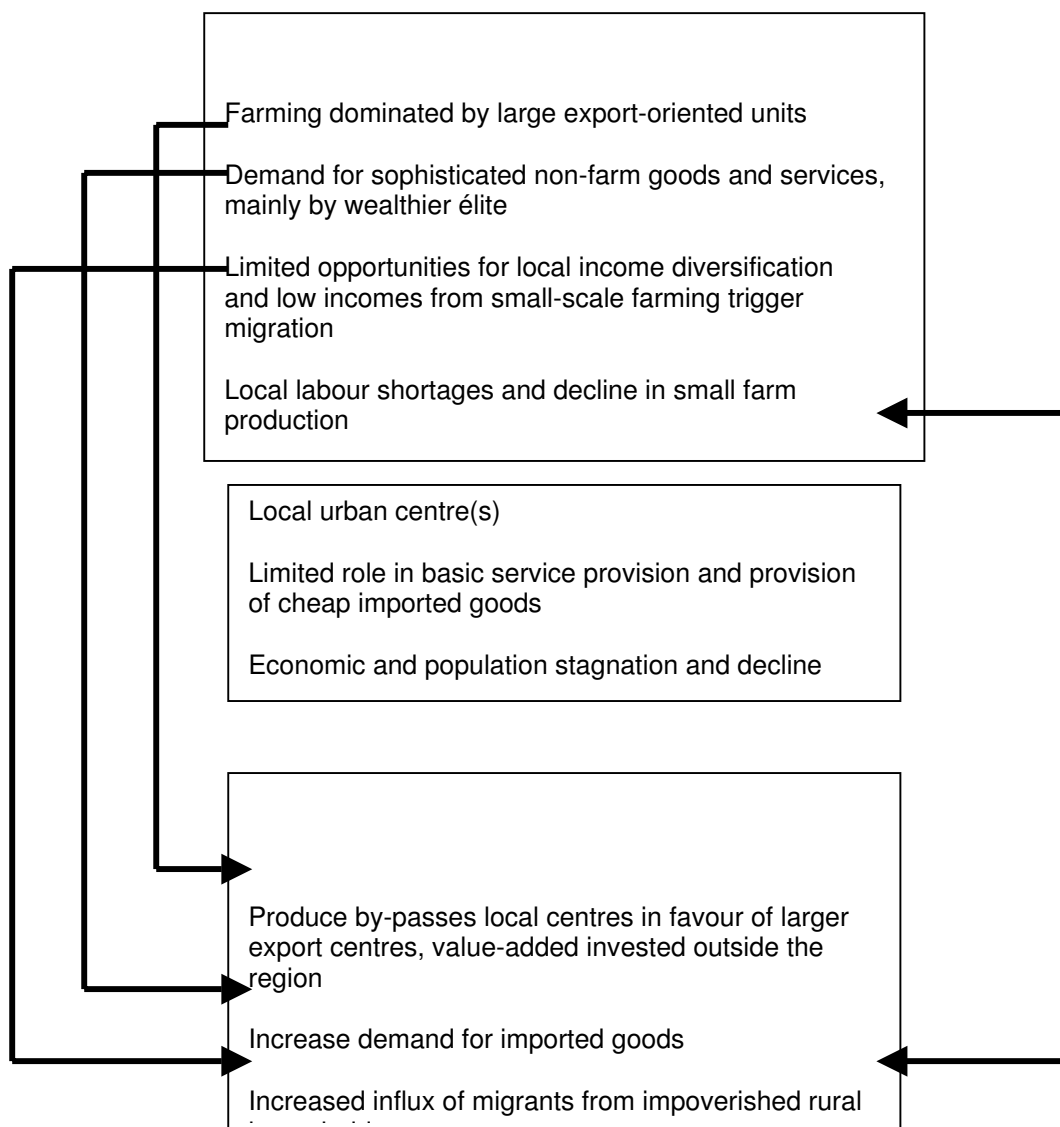 Farming dominated by large export-oriented units
Demand for sophisticated non-farm goods and services,
mainly by wealthier élite
Limited opportunities for local income diversification
and low incomes from small-scale farming trigger
migration
Local labour shortages and decline in small farm
production
Local urban centre(s)
Limited role in basic service provision and provision
of cheap imported goods
Economic and population stagnation and decline
Produce by-passes local centres in favour of larger
export centres, value-added invested outside the
region
Increase demand for imported goods
Increased influx of migrants from impoverished rural